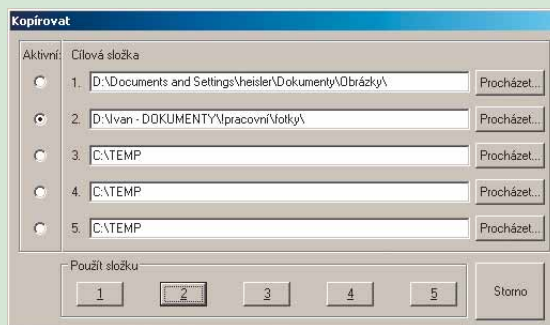 Kopírovat
Aktivní: Cílová složka
1. D:\Documents and Settings\heisler\Dokumenty\Obrázky\ Procházet...
2. D:\Ivan - DOKUMENTY\!pracovní\fotky\ Procházet...
3. C:\TEMP Procházet...
4. C:\TEMP Procházet...
5. C:\TEMP Procházet...
Použít složku
1 2 3 4 5 Storno